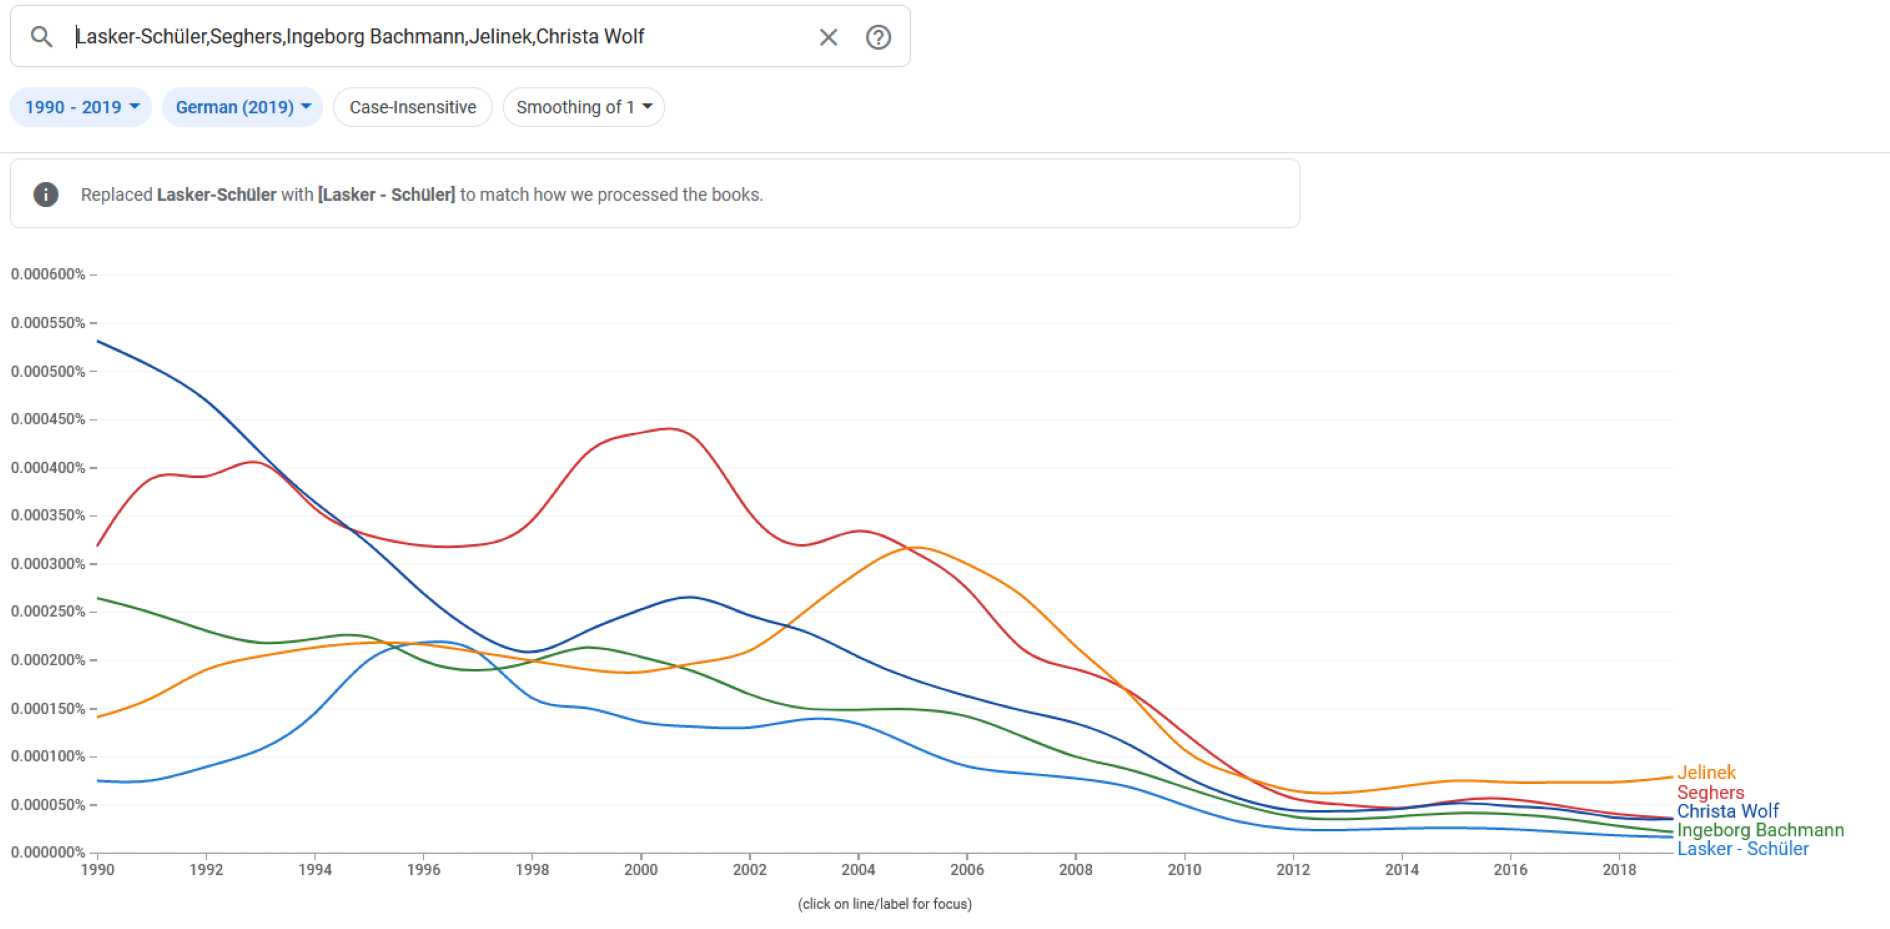 Lasker-Schüler,Seghers,Ingeborg Bachmann,Jelinek,Christa Wolf
1990 - 2019 German (2019) Case-Insensitive Smoothing of 1
Replaced Lasker-Schüler with [Lasker - Schüler] to match how we processed the books.
0.000600%
0.000550%
0.000500%
0.000450%
0.000400%
0.000350%
0.000300%
0.000250%
0.000200%
0.000150%
0.000100%
0.000050%
0.000000%
Jelinek
Seghers
Christa Wolf
Ingeborg Bachmann
Lasker - Schüler
1990 1992 1994 1996 1998 2000 2002 2004 2006 2008 2010 2012 2014 2016 2018
(click on line/label for focus)